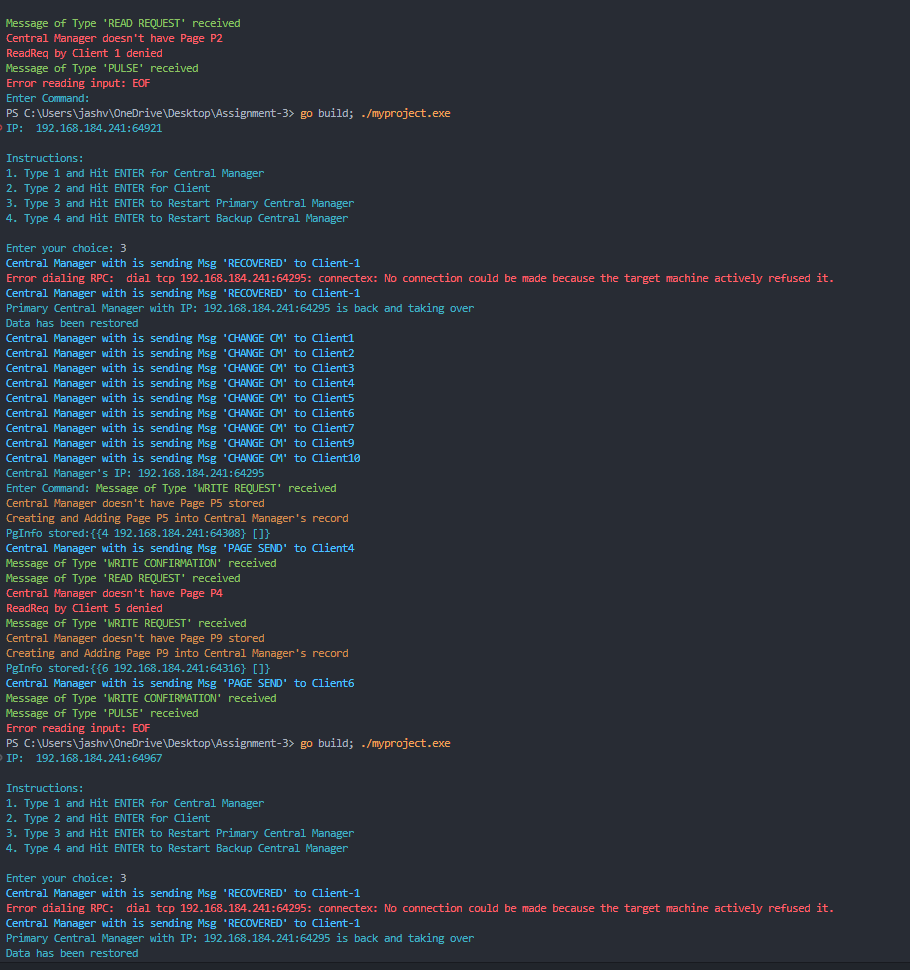 Message of Type 'READ REQUEST' received
Central Manager doesn't have Page P2
ReadReq by Client 1 denied
Message of Type 'PULSE' received
Error reading input: EOF
Enter Command:
PS C:\Users\jashv\OneDrive\Desktop\Assignment-3> go build; ./myproject.exe
IP:  192.168.184.241:64921
Instructions:
1. Type 1 and Hit ENTER for Central Manager
2. Type 2 and Hit ENTER for Client
3. Type 3 and Hit ENTER to Restart Primary Central Manager
4. Type 4 and Hit ENTER to Restart Backup Central Manager
Enter your choice: 3
Central Manager with is sending Msg 'RECOVERED' to Client-1
Error dialing RPC:  dial tcp 192.168.184.241:64295: connectex: No connection could be made because the target machine actively refused it.
Central Manager with is sending Msg 'RECOVERED' to Client-1
Primary Central Manager with IP: 192.168.184.241:64295 is back and taking over
Data has been restored
Central Manager with is sending Msg 'CHANGE CM' to Client1
Central Manager with is sending Msg 'CHANGE CM' to Client2
Central Manager with is sending Msg 'CHANGE CM' to Client3
Central Manager with is sending Msg 'CHANGE CM' to Client4
Central Manager with is sending Msg 'CHANGE CM' to Client5
Central Manager with is sending Msg 'CHANGE CM' to Client6
Central Manager with is sending Msg 'CHANGE CM' to Client7
Central Manager with is sending Msg 'CHANGE CM' to Client9
Central Manager with is sending Msg 'CHANGE CM' to Client10
Central Manager's IP: 192.168.184.241:64295
Enter Command: Message of Type 'WRITE REQUEST' received
Central Manager doesn't have Page P5 stored
Creating and Adding Page P5 into Central Manager's record
PgInfo stored:{{4 192.168.184.241:64308} []}
Central Manager with is sending Msg 'PAGE SEND' to Client4
Message of Type 'WRITE CONFIRMATION' received
Message of Type 'READ REQUEST' received
Central Manager doesn't have Page P4
ReadReq by Client 5 denied
Message of Type 'WRITE REQUEST' received
Central Manager doesn't have Page P9 stored
Creating and Adding Page P9 into Central Manager's record
PgInfo stored:{{6 192.168.184.241:64316} []}
Central Manager with is sending Msg 'PAGE SEND' to Client6
Message of Type 'WRITE CONFIRMATION' received
Message of Type 'PULSE' received
Error reading input: EOF
PS C:\Users\jashv\OneDrive\Desktop\Assignment-3> go build; ./myproject.exe
IP:  192.168.184.241:64967
Instructions:
1. Type 1 and Hit ENTER for Central Manager
2. Type 2 and Hit ENTER for Client
3. Type 3 and Hit ENTER to Restart Primary Central Manager
4. Type 4 and Hit ENTER to Restart Backup Central Manager
Enter your choice: 3
Central Manager with is sending Msg 'RECOVERED' to Client-1
Error dialing RPC:  dial tcp 192.168.184.241:64295: connectex: No connection could be made because the target machine actively refused it.
Central Manager with is sending Msg 'RECOVERED' to Client-1
Primary Central Manager with IP: 192.168.184.241:64295 is back and taking over
Data has been restored